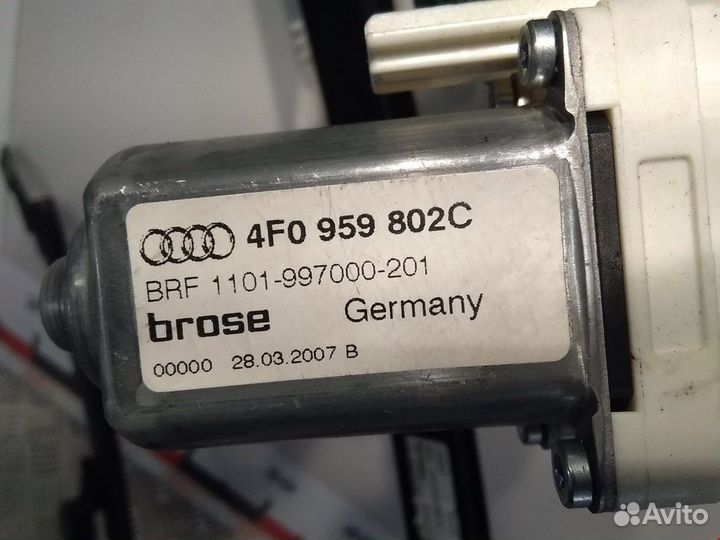 4F0 959 802C
BRF 1101-997000-201
brose Germany
00000 28.03.2007 B
Avito